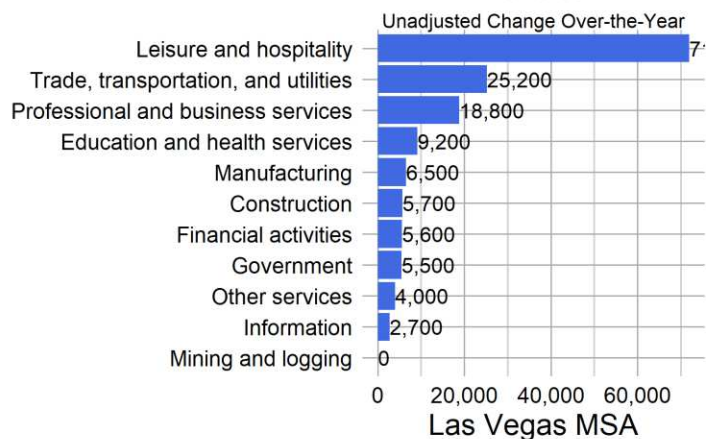 Unadjusted Change Over-the-Year
Leisure and hospitality
Trade, transportation, and utilities 25,200
Professional and business services 18,800
Education and health services 9,200
Manufacturing 6,500
Construction 5,700
Financial activities 5,600
Government 5,500
Other services 4,000
Information 2,700
Mining and logging 0
0 20,000 40,000 60,000
Las Vegas MSA